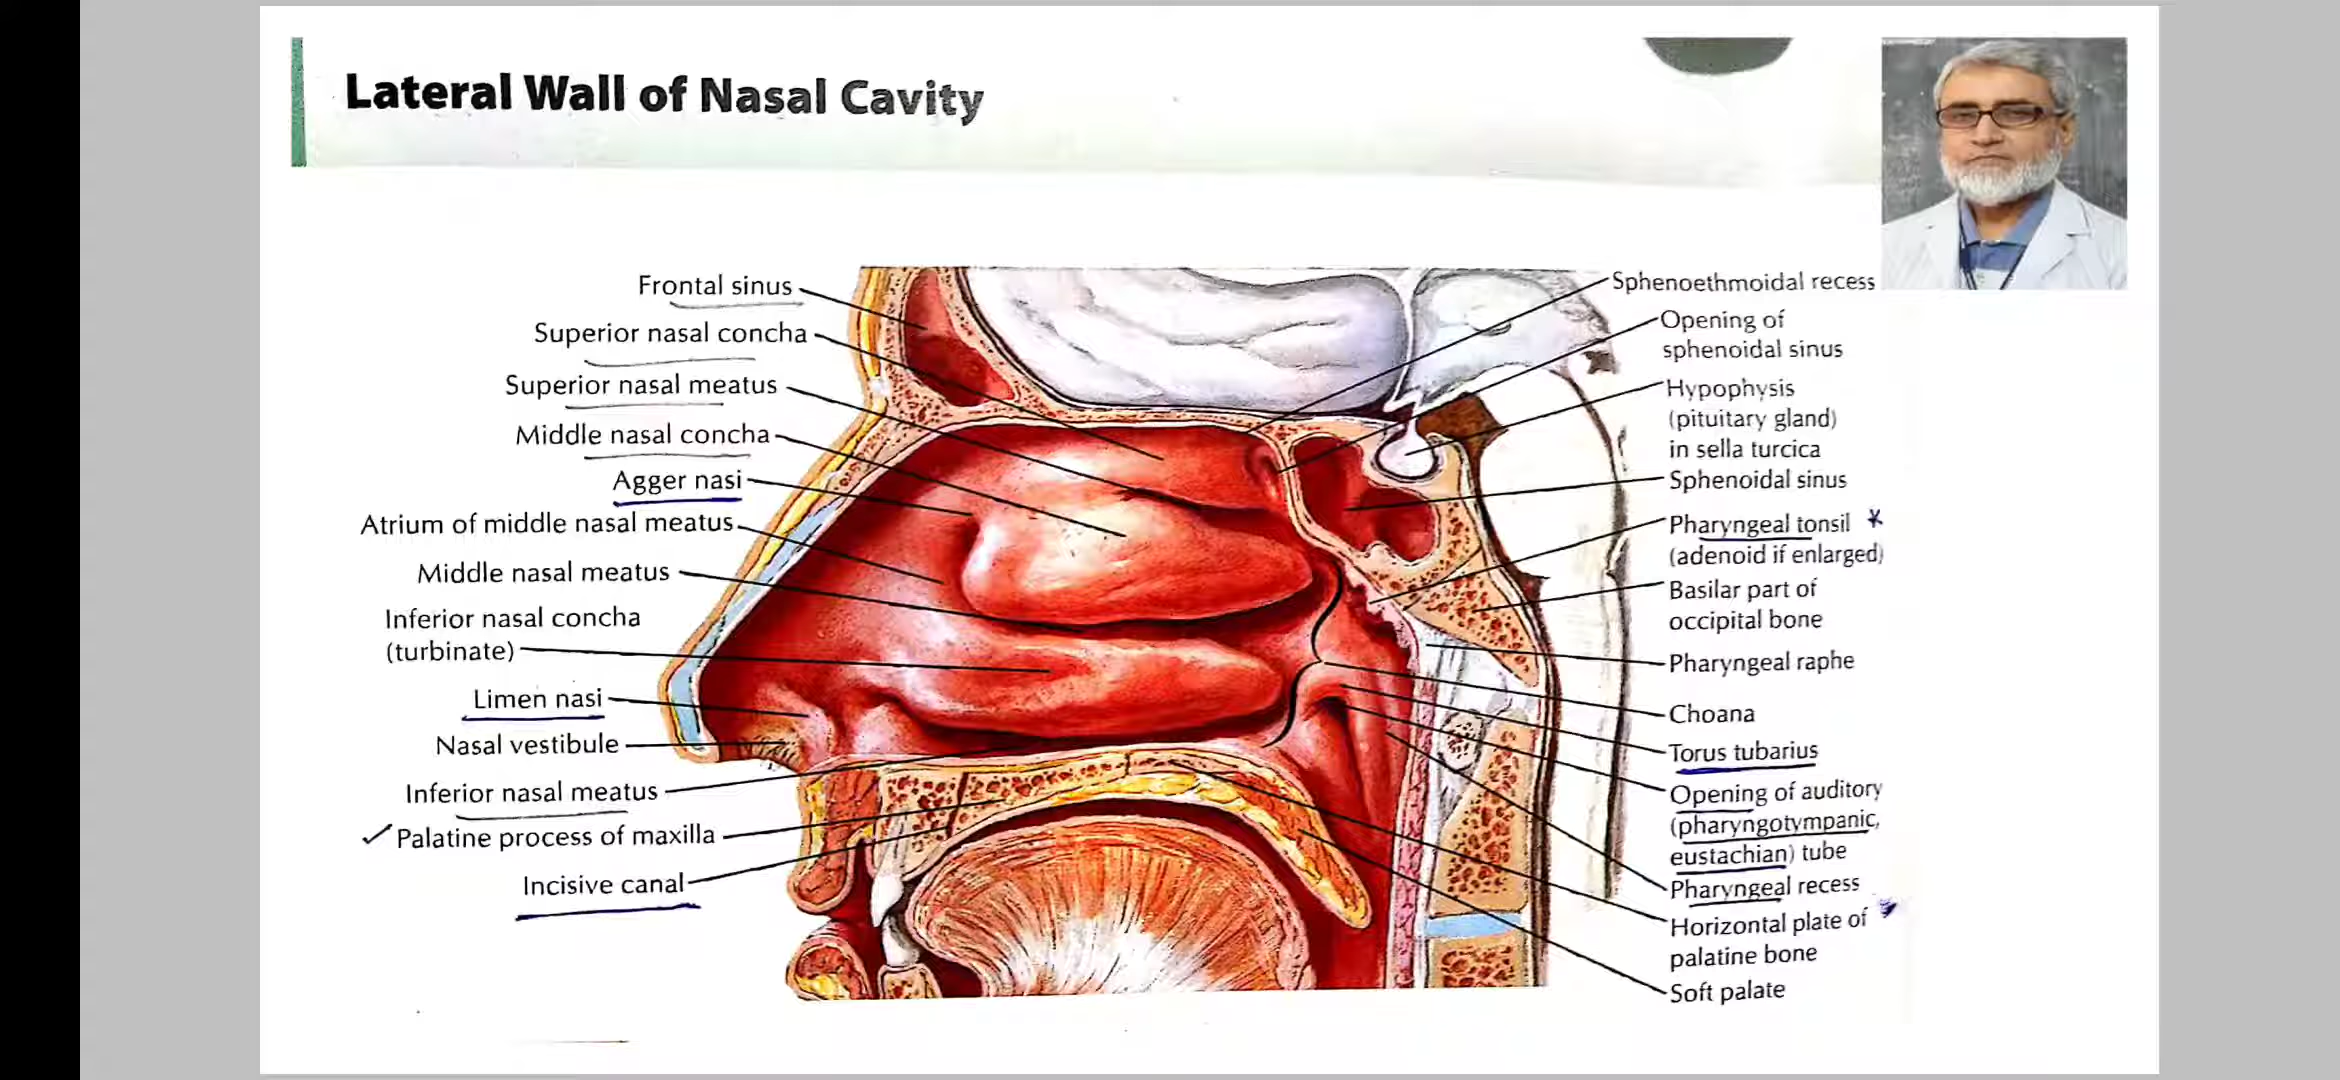 Lateral Wall of Nasal Cavity
Frontal sinus
Superior nasal concha
Superior nasal meatus
Middle nasal concha
Agger nasi
Atrium of middle nasal meatus
Middle nasal meatus
Inferior nasal concha
(turbinate)
Limen nasi
Nasal vestibule
Inferior nasal meatus
Palatine process of maxilla
Incisive canal
Sphenoethmoidal recess
Opening of
sphenoidal sinus
Hypophysis
(pituitary gland)
in sella turcica
Sphenoidal sinus
Pharyngeal tonsil *
(adenoid if enlarged)
Basilar part of
occipital bone
Pharyngeal raphe
Choana
Torus tubarius
Opening of auditory
(pharyngotympanic,
eustachian) tube
Pharyngeal recess
Horizontal plate of
palatine bone
Soft palate